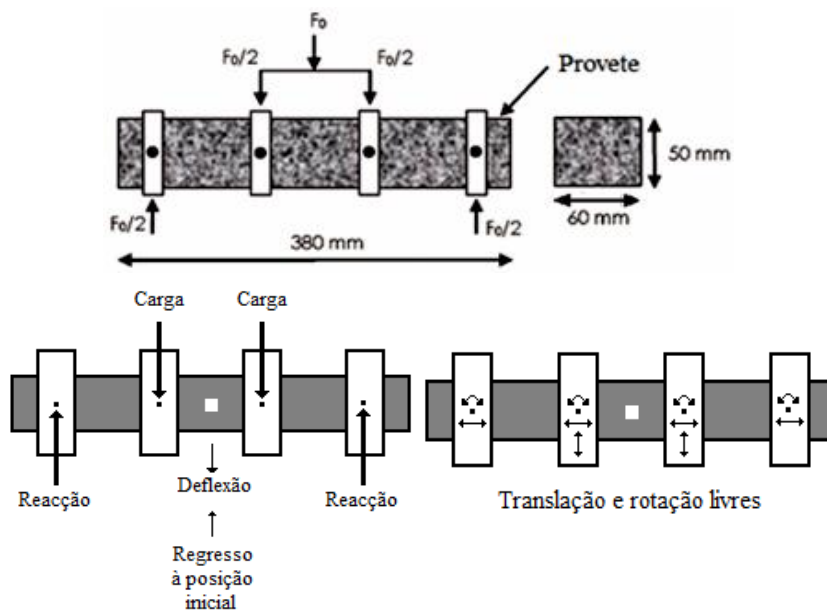 F₀
F₀/2
F₀/2
Provete
50 mm
60 mm
F₀/2
F₀/2
380 mm
Carga
Carga
Reacção
Deflexão
Reacção
Regresso
à posição
inicial
Translação e rotação livres